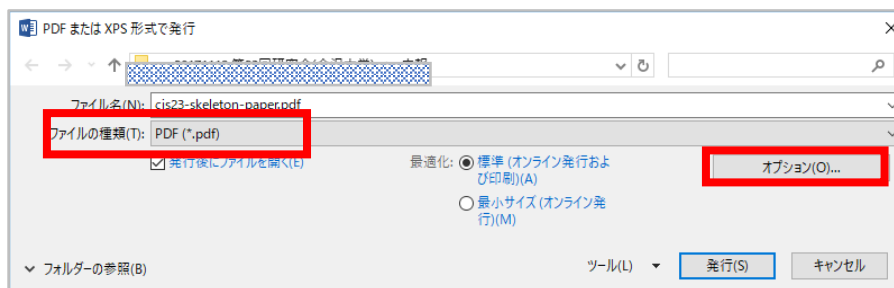 PDF または XPS 形式で発行
ファイル名(N): cis23-skeleton-paper.pdf
ファイルの種類(T): PDF (*.pdf)
発行後にファイルを開く(E)
最適化: 標準 (オンライン発行および印刷)(A)
最小サイズ (オンライン発行)(M)
オプション(O)...
フォルダーの参照(B)
ツール(L)
発行(S)
キャンセル